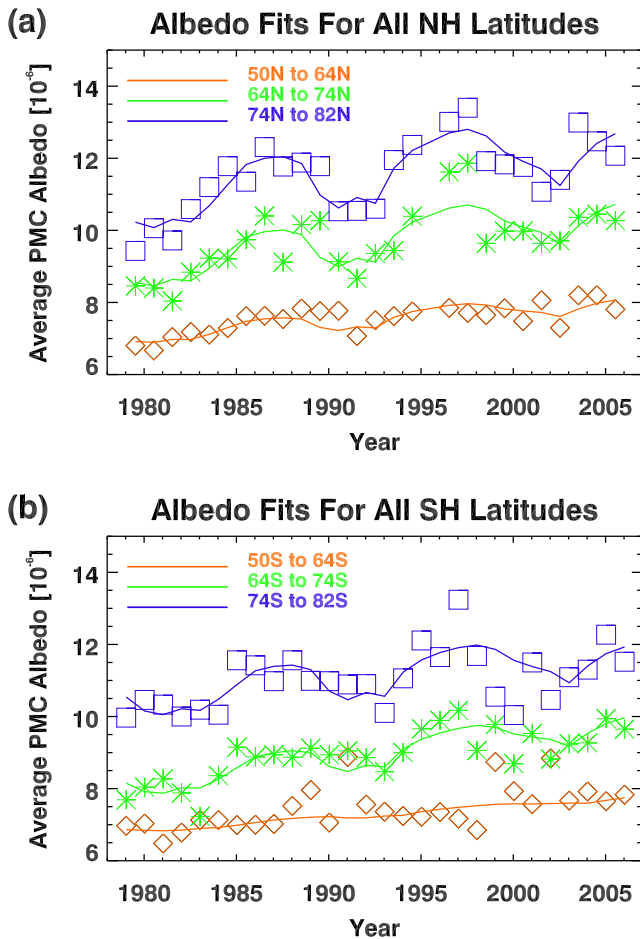 (a) Albedo Fits For All NH Latitudes
50N to 64N
64N to 74N
74N to 82N
Average PMC Albedo [10⁻⁶]
14
12
10
8
6
1980 1985 1990 1995 2000 2005
Year
(b) Albedo Fits For All SH Latitudes
50S to 64S
64S to 74S
74S to 82S
Average PMC Albedo [10⁻⁶]
14
12
10
8
6
1980 1985 1990 1995 2000 2005
Year